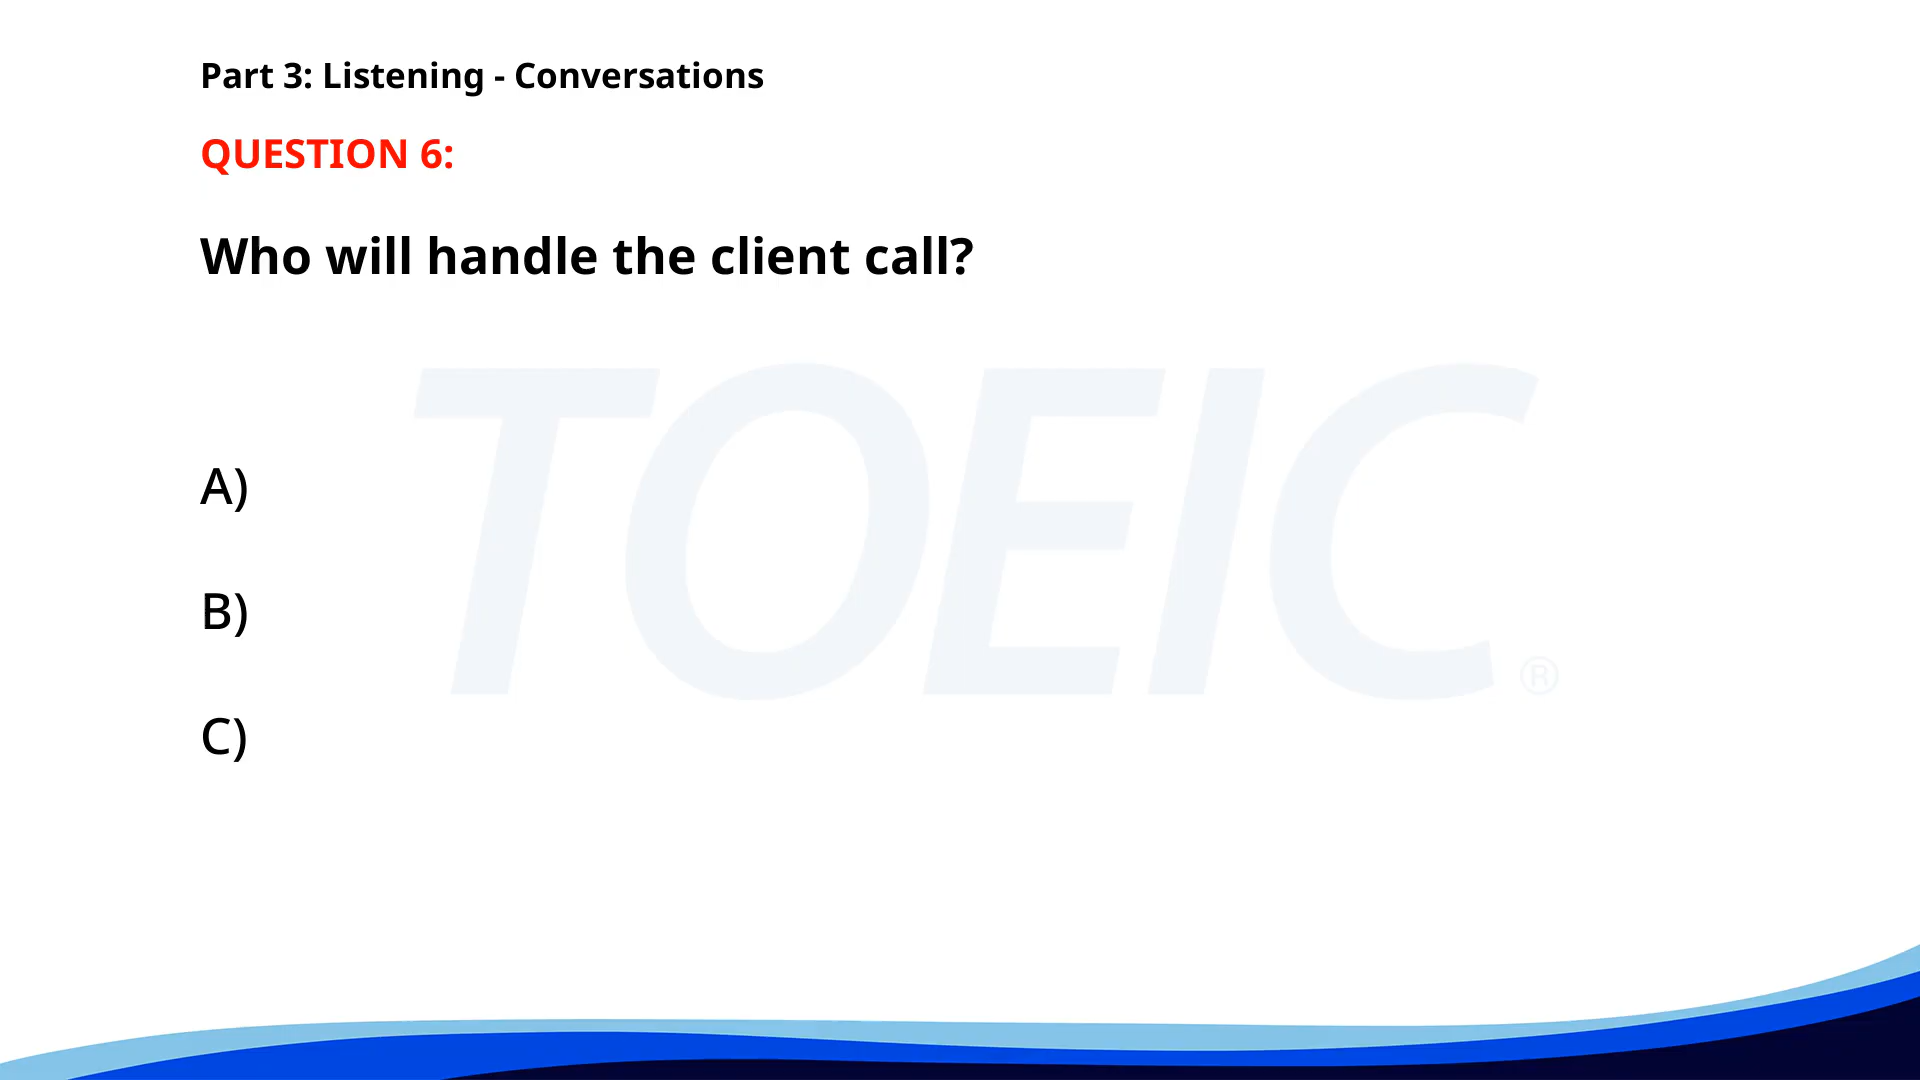 Part 3: Listening - Conversations
QUESTION 6:
Who will handle the client call?
TOEIC®
A)
B)
C)